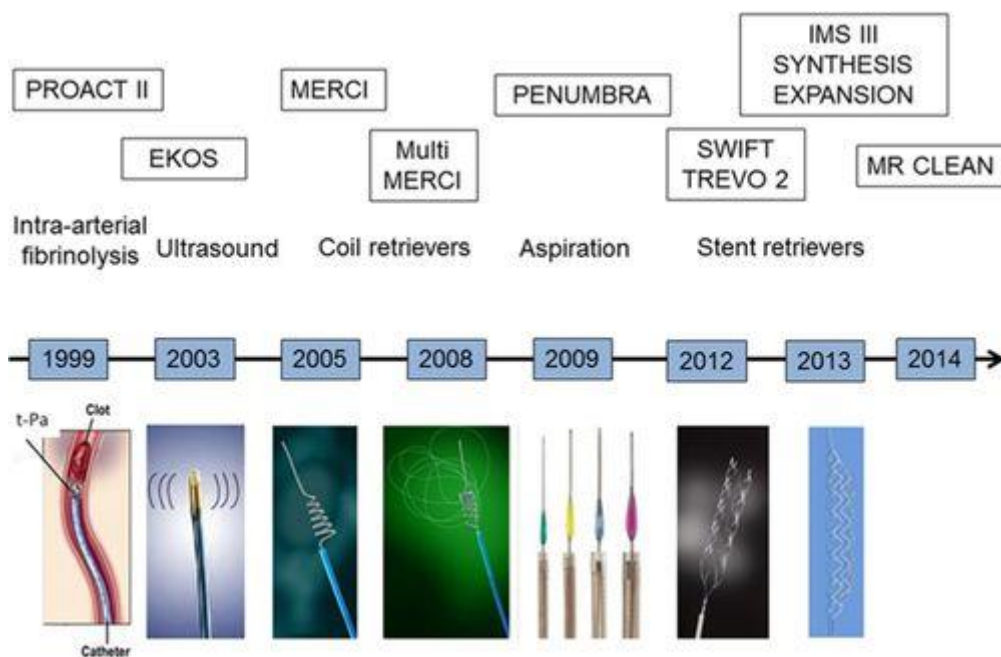 PROACT II
EKOS
MERCI
Multi
MERCI
PENUMBRA
SWIFT
TREVO 2
IMS III
SYNTHESIS
EXPANSION
MR CLEAN
Intra-arterial
fibrinolysis
Ultrasound
Coil retrievers
Aspiration
Stent retrievers
1999
2003
2005
2008
2009
2012
2013
2014
t-Pa
Clot
Catheter